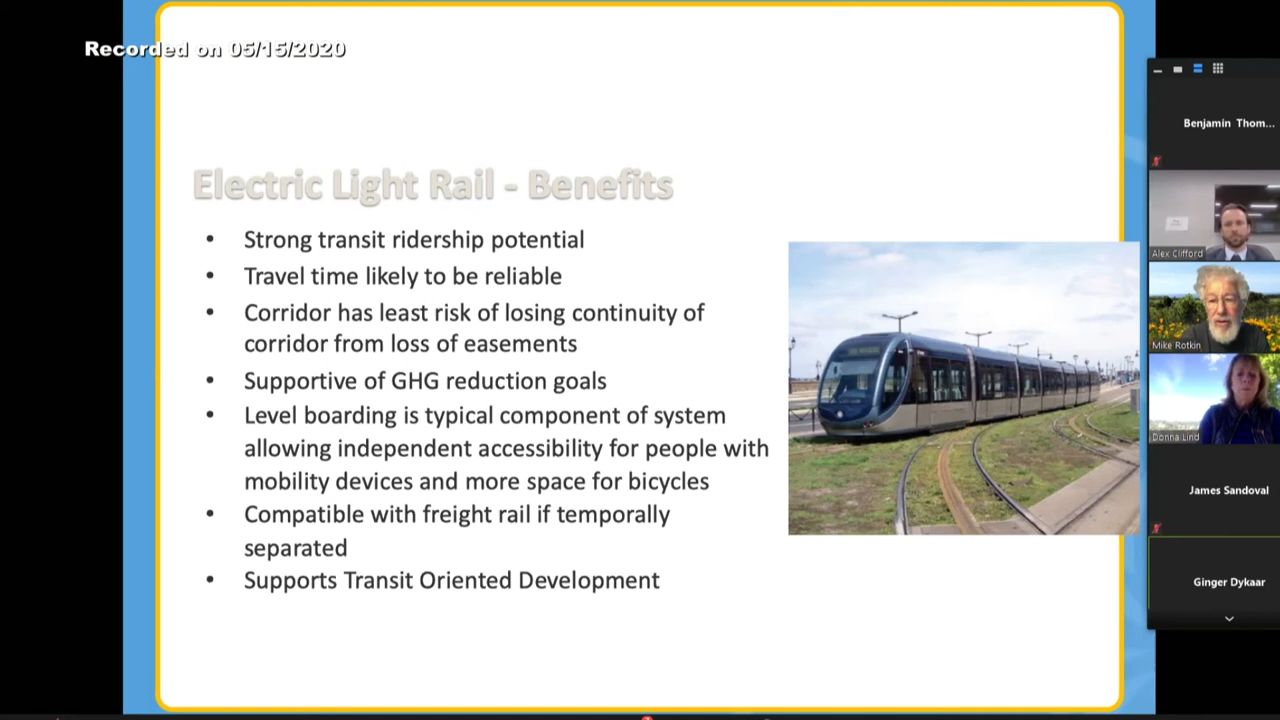 Recorded on 05/15/2020
Electric Light Rail - Benefits
• Strong transit ridership potential
• Travel time likely to be reliable
• Corridor has least risk of losing continuity of
corridor from loss of easements
• Supportive of GHG reduction goals
• Level boarding is typical component of system
allowing independent accessibility for people with
mobility devices and more space for bicycles
• Compatible with freight rail if temporally
separated
• Supports Transit Oriented Development
Benjamin Thom...
Alex Clifford
Mike Rotkin
Donna Lind
James Sandoval
Ginger Dykaar